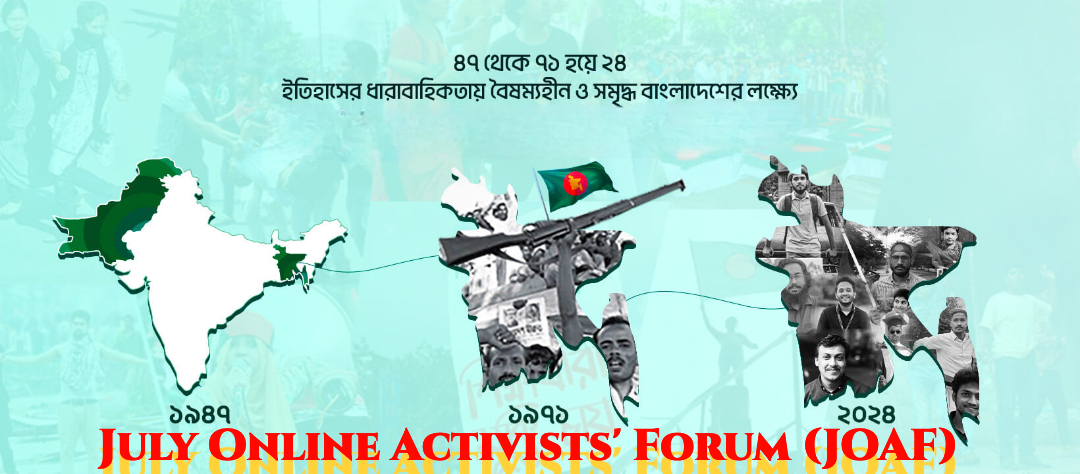 ৪৭ থেকে ৭১ হয়ে ২৪
ইতিহাসের ধারাবাহিকতায় বৈষম্যহীন ও সমৃদ্ধ বাংলাদেশের লক্ষ্যে
১৯৪৭
১৯৭১
২০২৪
July Online Activists' Forum (JOAF)